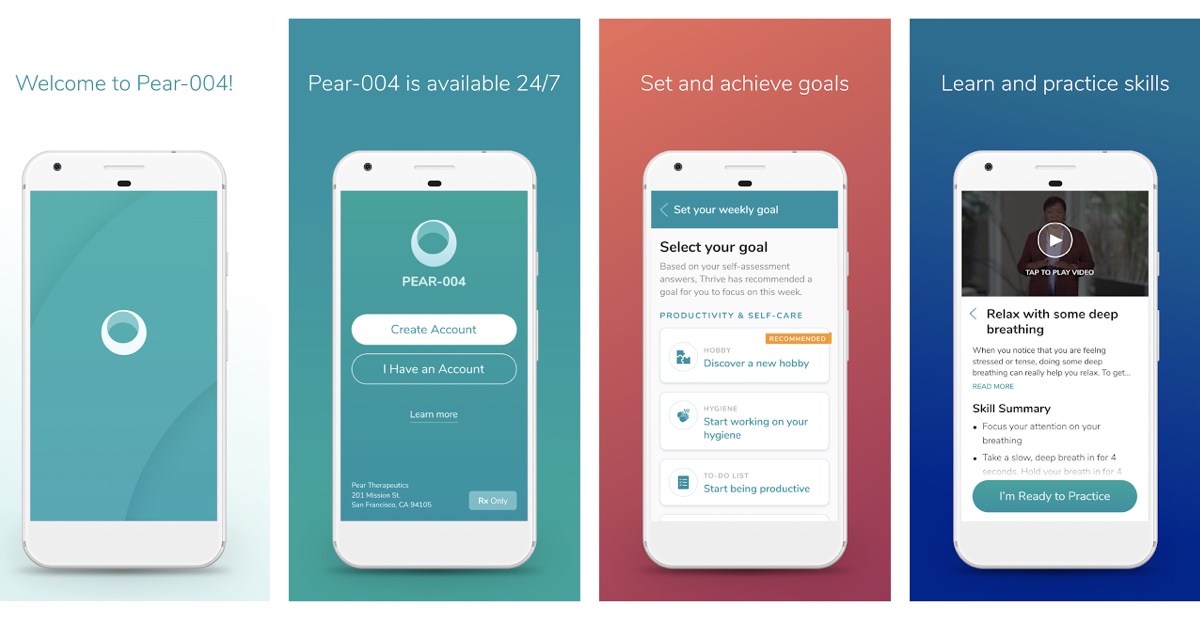 Welcome to Pear-004!
Pear-004 is available 24/7
PEAR-004
Create Account
I Have an Account
Learn more
Pear Therapeutics
201 Mission St.
San Francisco, CA 94105
Rx Only
Set and achieve goals
Set your weekly goal
Select your goal
Based on your self-assessment
answers, Thrive has recommended a
goal for you to focus on this week.
PRODUCTIVITY & SELF-CARE
RECOMMENDED
HOBBY
Discover a new hobby
HYGIENE
Start working on your
hygiene
TO-DO LIST
Start being productive
Learn and practice skills
TAP TO PLAY VIDEO
Relax with some deep
breathing
When you notice that you are feeling
stressed or tense, doing some deep
breathing can really help you relax. To get...
READ MORE
Skill Summary
• Focus your attention on your
breathing
• Take a slow, deep breath in for 4
seconds. Hold your breath in for 4
I'm Ready to Practice